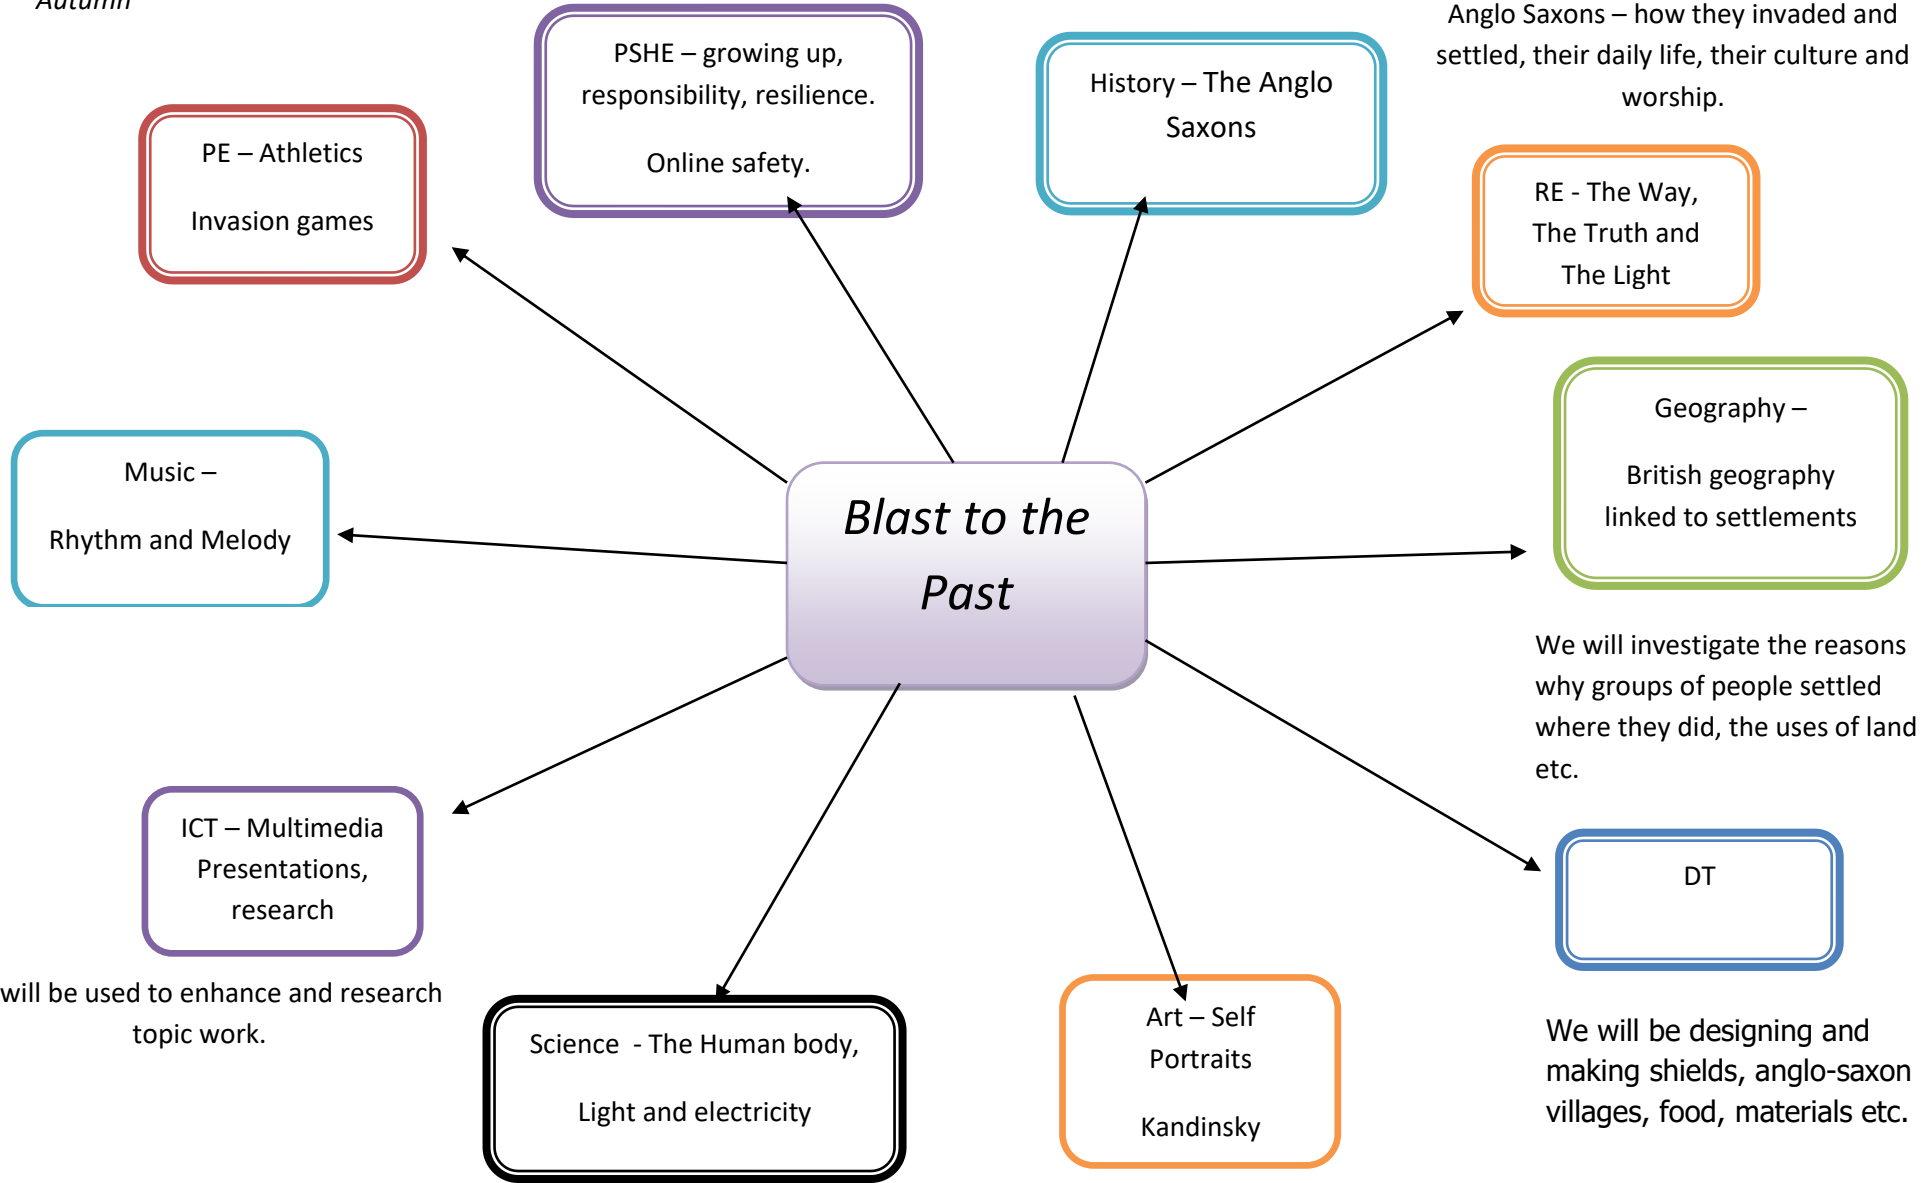 Autumn
PSHE – growing up,
responsibility, resilience.
Online safety.
History – The Anglo
Saxons
Anglo Saxons – how they invaded and
settled, their daily life, their culture and
worship.
PE – Athletics
Invasion games
RE - The Way,
The Truth and
The Light
Geography –
British geography
linked to settlements
Music –
Rhythm and Melody
Blast to the
Past
We will investigate the reasons
why groups of people settled
where they did, the uses of land
etc.
ICT – Multimedia
Presentations,
research
will be used to enhance and research
topic work.
DT
We will be designing and
making shields, anglo-saxon
villages, food, materials etc.
Science  - The Human body,
Light and electricity
Art – Self
Portraits
Kandinsky